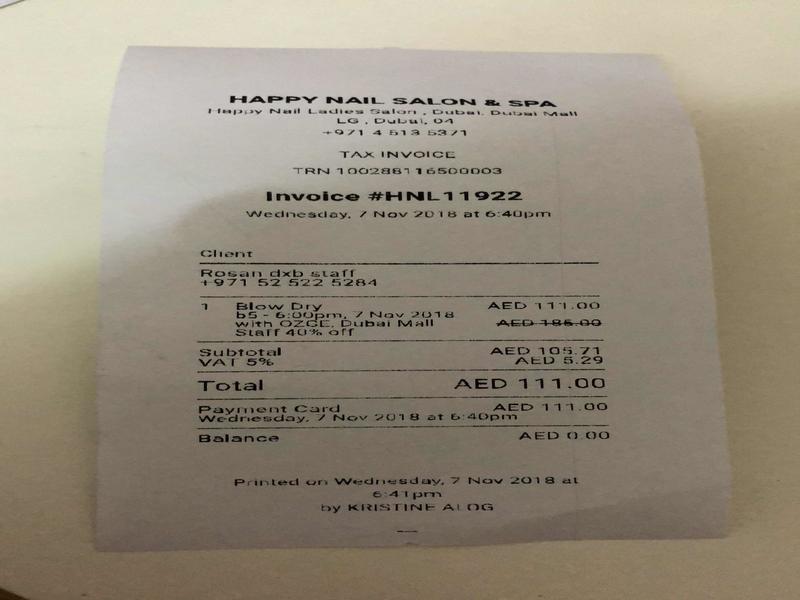 HAPPY NAIL SALON & SPA
Happy Nail Ladies Salon , Dubai, Dubai Mall
LG , Dubai, 04
+971 4 513 5371
TAX INVOICE
TRN 100288116500003
Invoice #HNL11922
Wednesday, 7 Nov 2018 at 6:40pm
Client
Rosan dxb staff
+971 52 522 5284
1 Blow Dry AED 111.00
b5 - 6:00pm, 7 Nov 2018
with OZGE, Dubai Mall AED 185.00
Staff 40% off
Subtotal AED 105.71
VAT 5% AED 5.29
Total AED 111.00
Payment Card AED 111.00
Wednesday, 7 Nov 2018 at 6:40pm
Balance AED 0.00
Printed on Wednesday, 7 Nov 2018 at
6:41pm
by KRISTINE ALOG